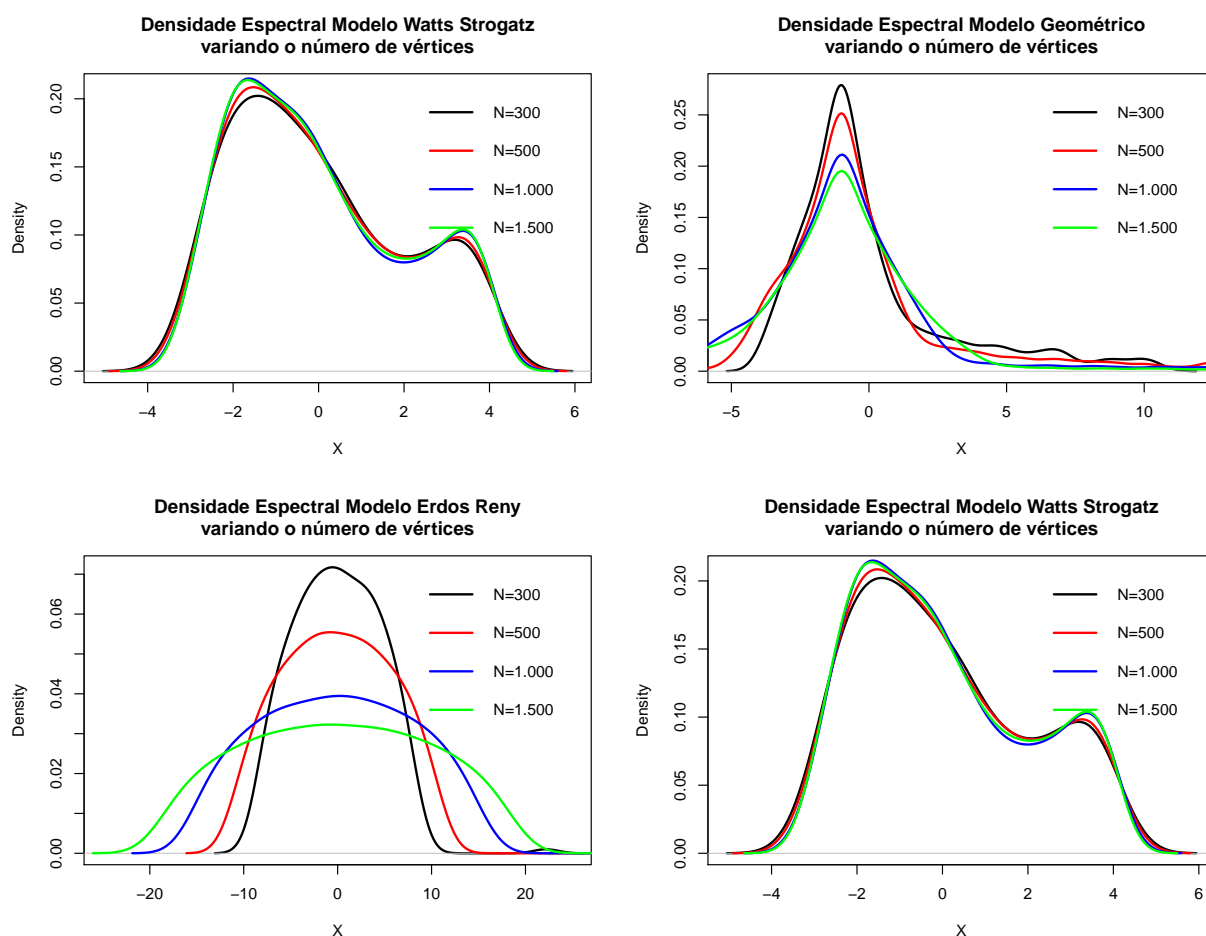 Densidade Espectral Modelo Watts Strogatz
variando o número de vértices
Density
0.00
0.05
0.10
0.15
0.20
N=300
N=500
N=1.000
N=1.500
−4
−2
0
2
4
6
X
Densidade Espectral Modelo Geométrico
variando o número de vértices
Density
0.00
0.05
0.10
0.15
0.20
0.25
N=300
N=500
N=1.000
N=1.500
−5
0
5
10
X
Densidade Espectral Modelo Erdos Reny
variando o número de vértices
Density
0.00
0.02
0.04
0.06
N=300
N=500
N=1.000
N=1.500
−20
−10
0
10
20
X
Densidade Espectral Modelo Watts Strogatz
variando o número de vértices
Density
0.00
0.05
0.10
0.15
0.20
N=300
N=500
N=1.000
N=1.500
−4
−2
0
2
4
6
X